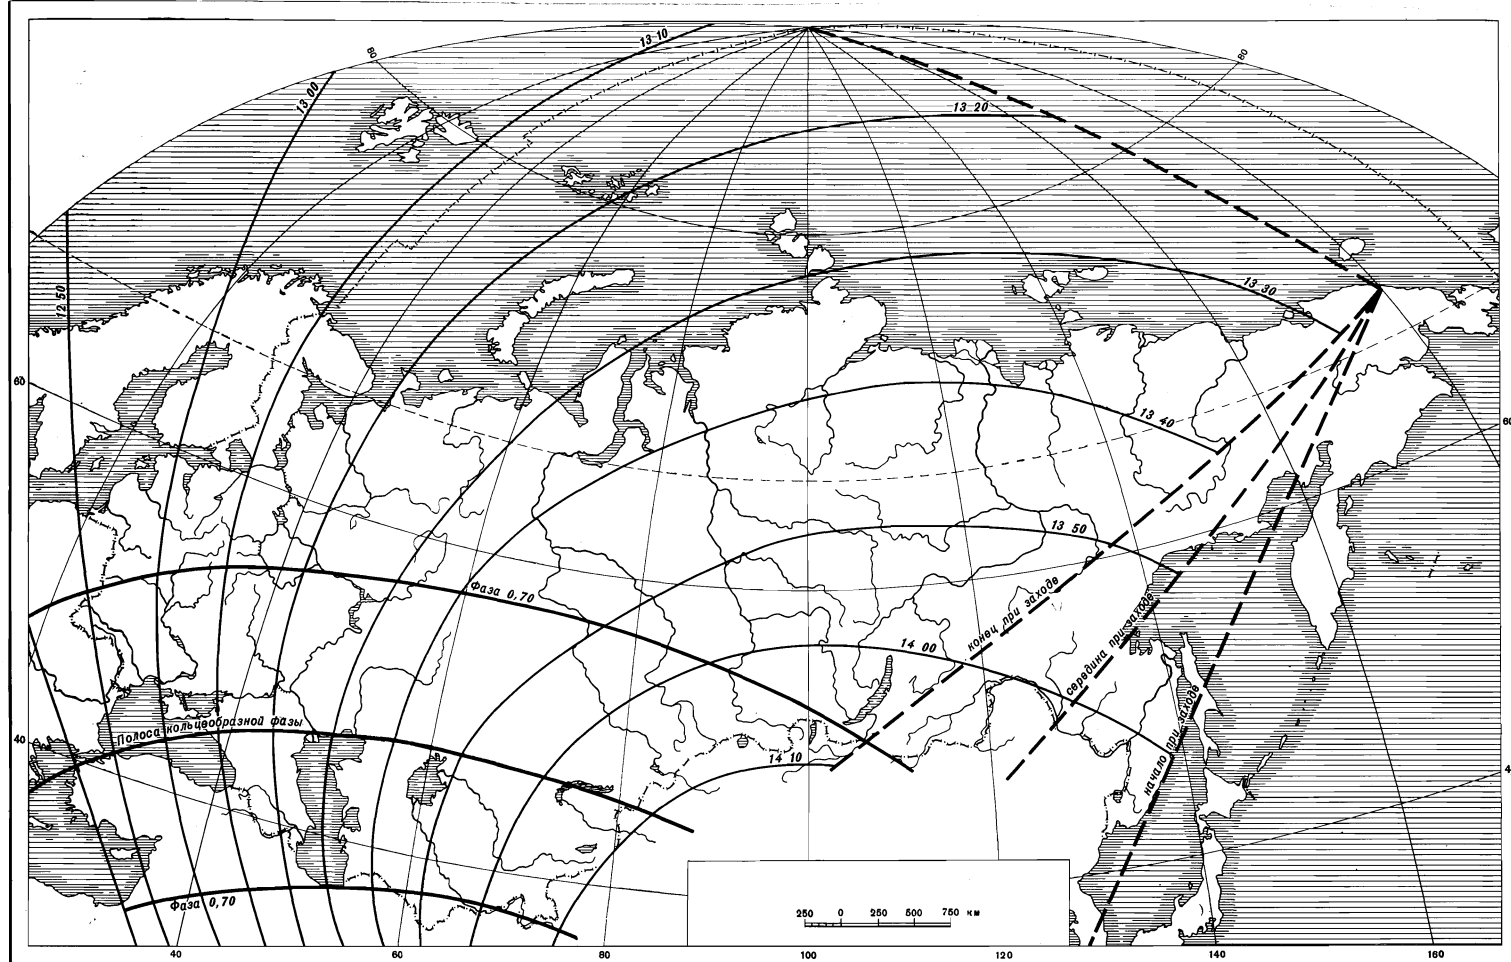 80
80
13 10
13 00
13 20
12 50
13 30
60
13 40
60
13 50
Фаза 0,70
конец при заходе
середина при заходе
14 00
начало при заходе
Полоса кольцеобразной фазы
40
14 10
4
Фаза 0,70
250 0 250 500 750 км
40 60 80 100 120 140 160